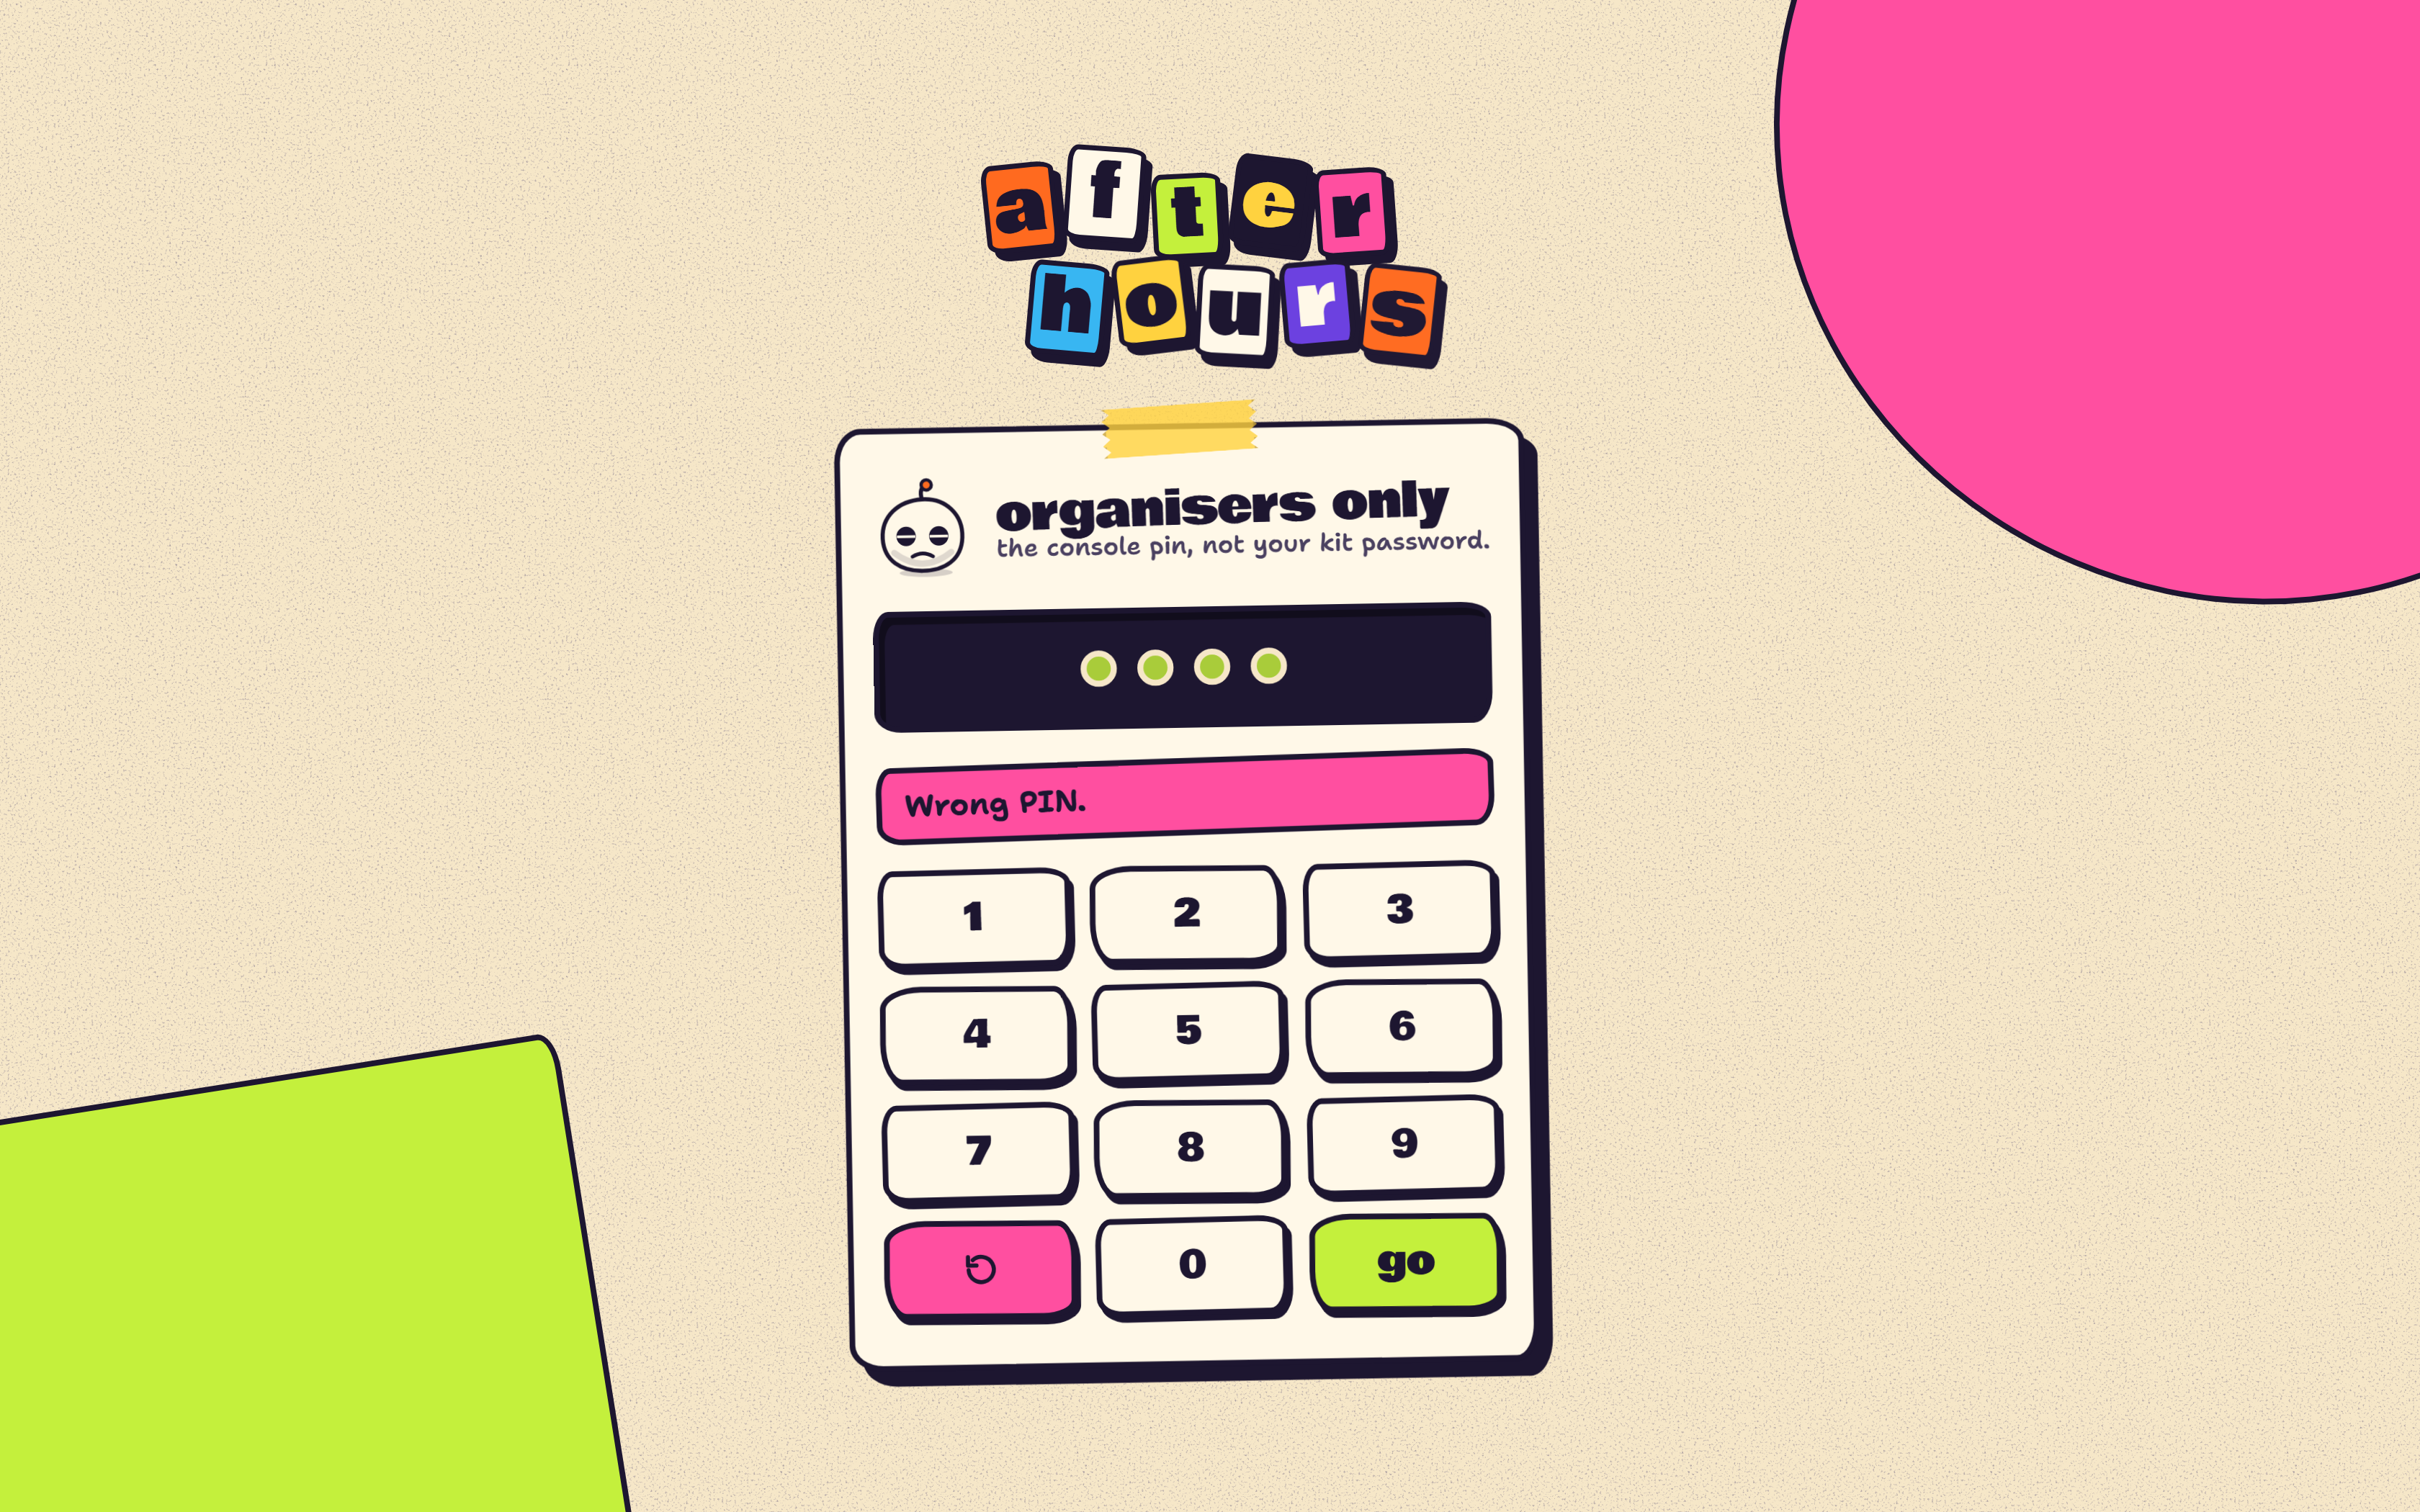 after
hours
organisers only
the console pin, not your kit password.
Wrong PIN.
1 2 3
4 5 6
7 8 9
0 go